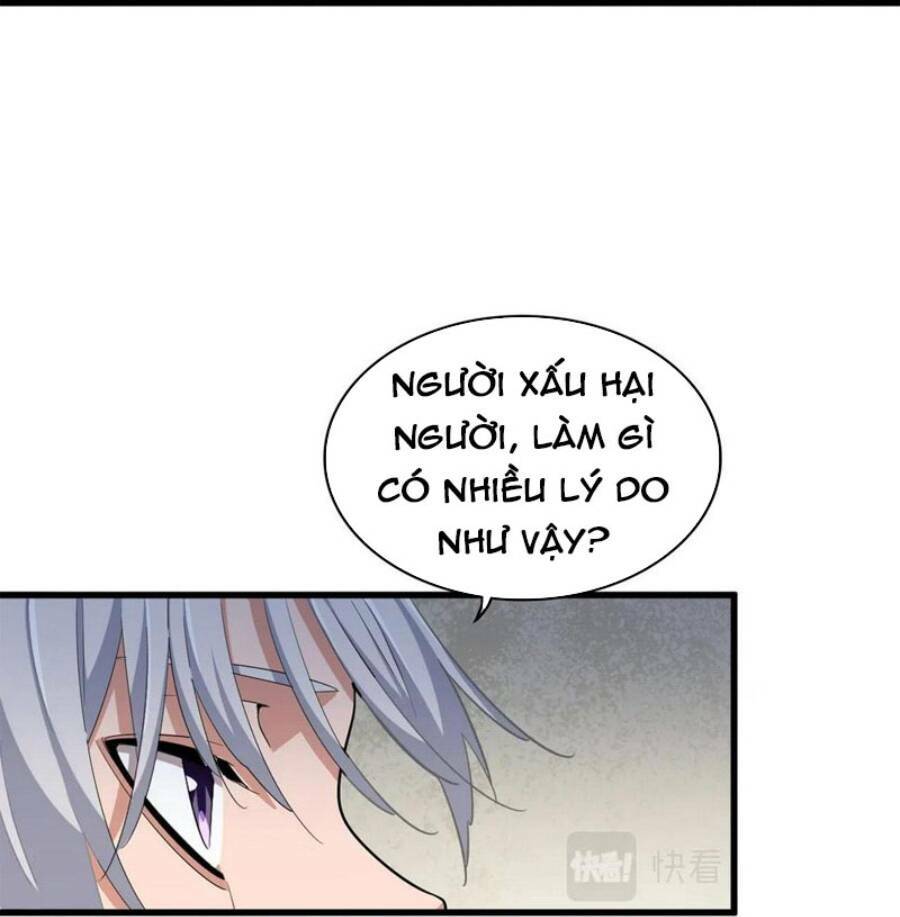 NGƯỜI XẤU HẠI
NGƯỜI, LÀM GÌ
CÓ NHIỀU LÝ DO
NHƯ VẬY?
快看! 快看